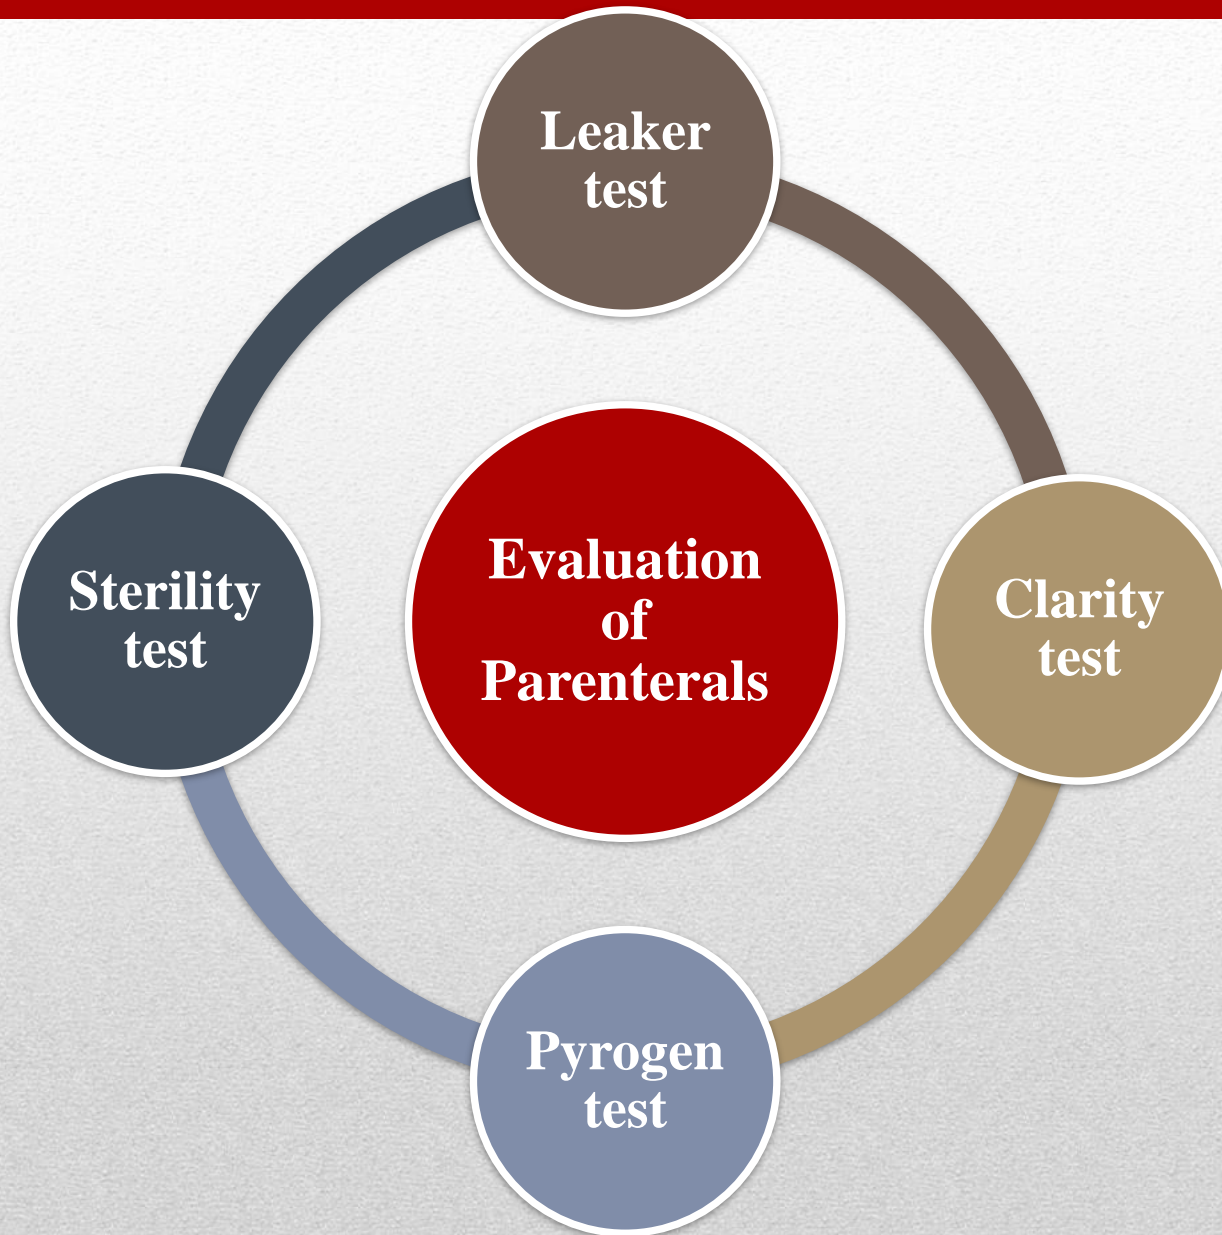 Leaker
test
Sterility
test
Evaluation
of
Parenterals
Clarity
test
Pyrogen
test